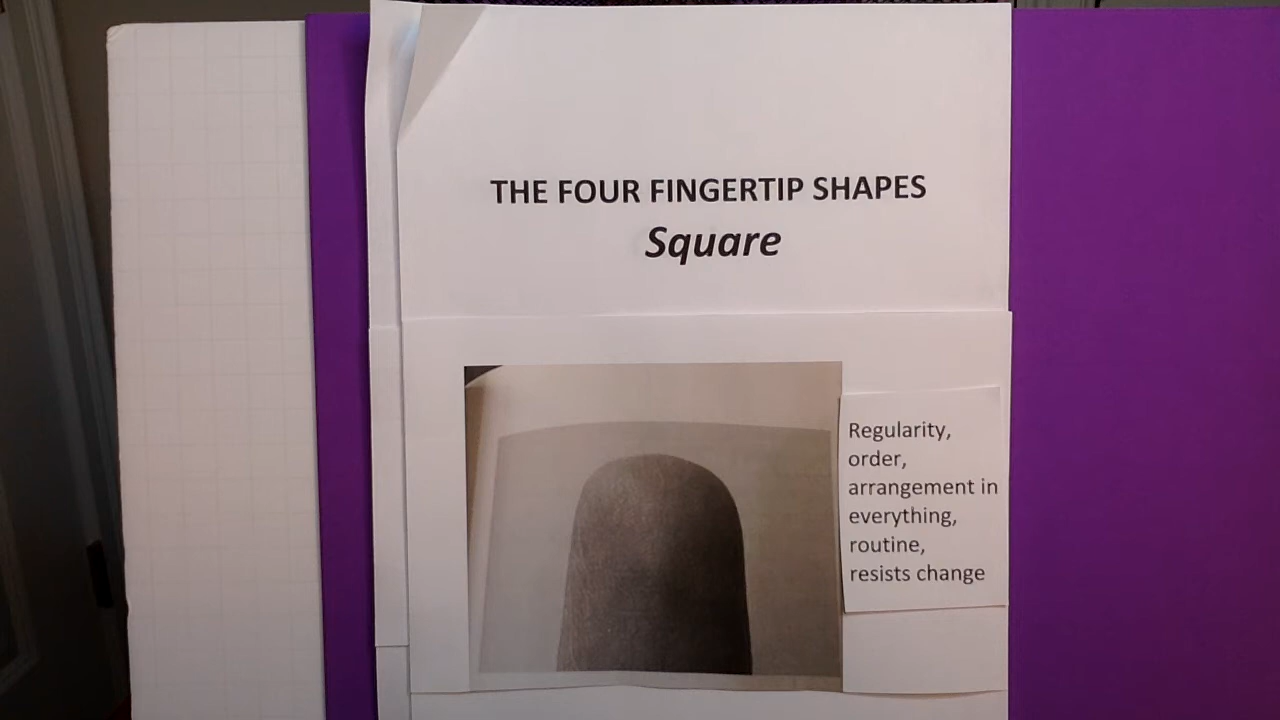 THE FOUR FINGERTIP SHAPES
Square
Regularity,
order,
arrangement in
everything,
routine,
resists change